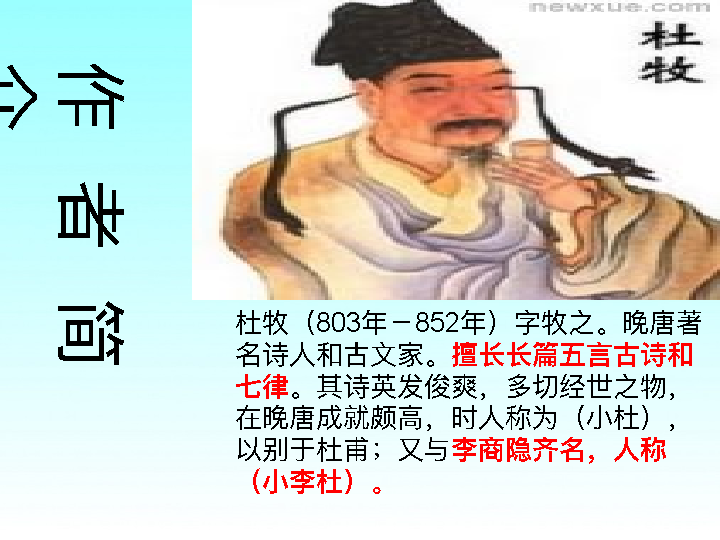 作者简介
newxue.com
杜牧
杜牧（803年－852年）字牧之。晚唐著
名诗人和古文家。擅长长篇五言古诗和
七律。其诗英发俊爽，多切经世之物，
在晚唐成就颇高，时人称为（小杜），
以别于杜甫；又与李商隐齐名，人称
（小李杜）。